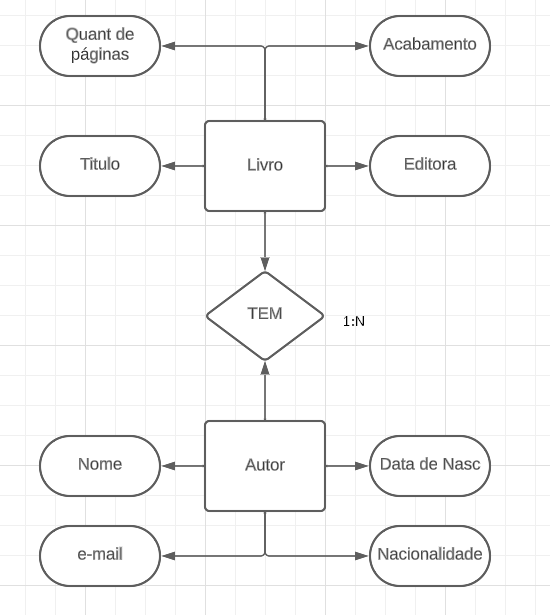 Quant de
páginas
Acabamento
Titulo
Livro
Editora
TEM
1:N
Nome
Autor
Data de Nasc
e-mail
Nacionalidade